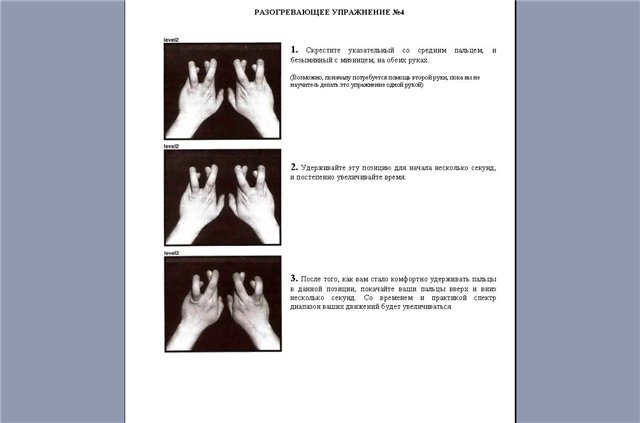 РАЗОГРЕВАЮЩЕЕ УПРАЖНЕНИЕ №4
level2
1. Скрестите указательный со средним пальцем, и
безымянный с мизинцем, на обеих руках.
(Возможно, поначалу потребуется помощь второй руки, пока вы не
научитесь делать это упражнение одной рукой)
level2
2. Удерживайте эту позицию для начала несколько секунд,
и постепенно увеличивайте время.
level2
3. После того, как вам стало комфортно удерживать пальцы
в данной позиции, покачайте ваши пальцы вверх и вниз
несколько секунд. Со временем и практикой спектр
диапазон ваших движений будет увеличиваться.